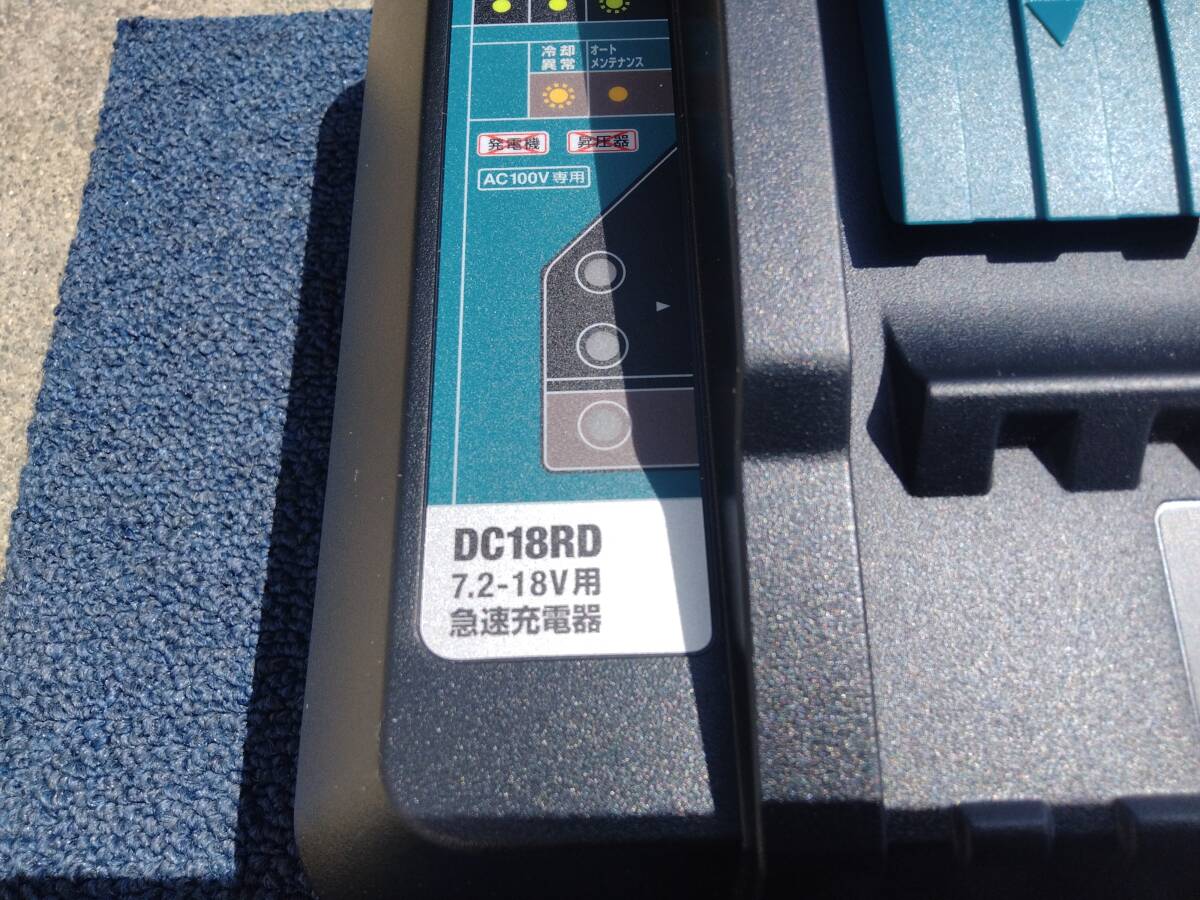 冷却
異常
オート
メンテナンス
発電機 昇圧器
AC100V専用
DC18RD
7.2-18V用
急速充電器